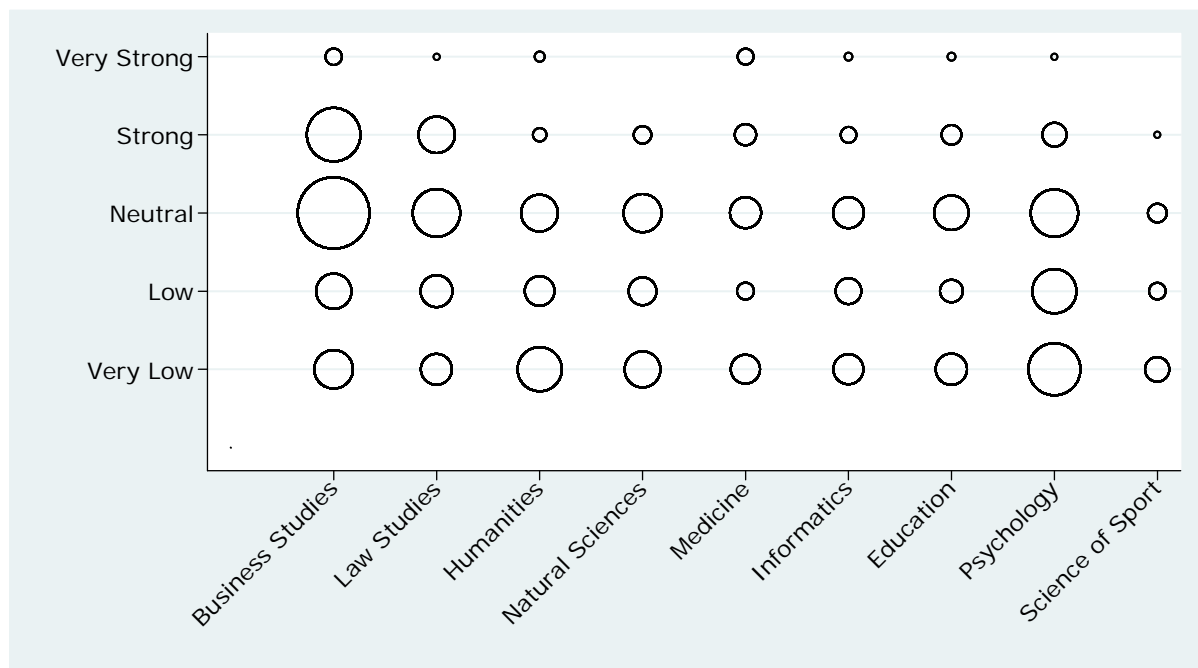 Very Strong
Strong
Neutral
Low
Very Low
Business Studies
Law Studies
Humanities
Natural Sciences
Medicine
Informatics
Education
Psychology
Science of Sport